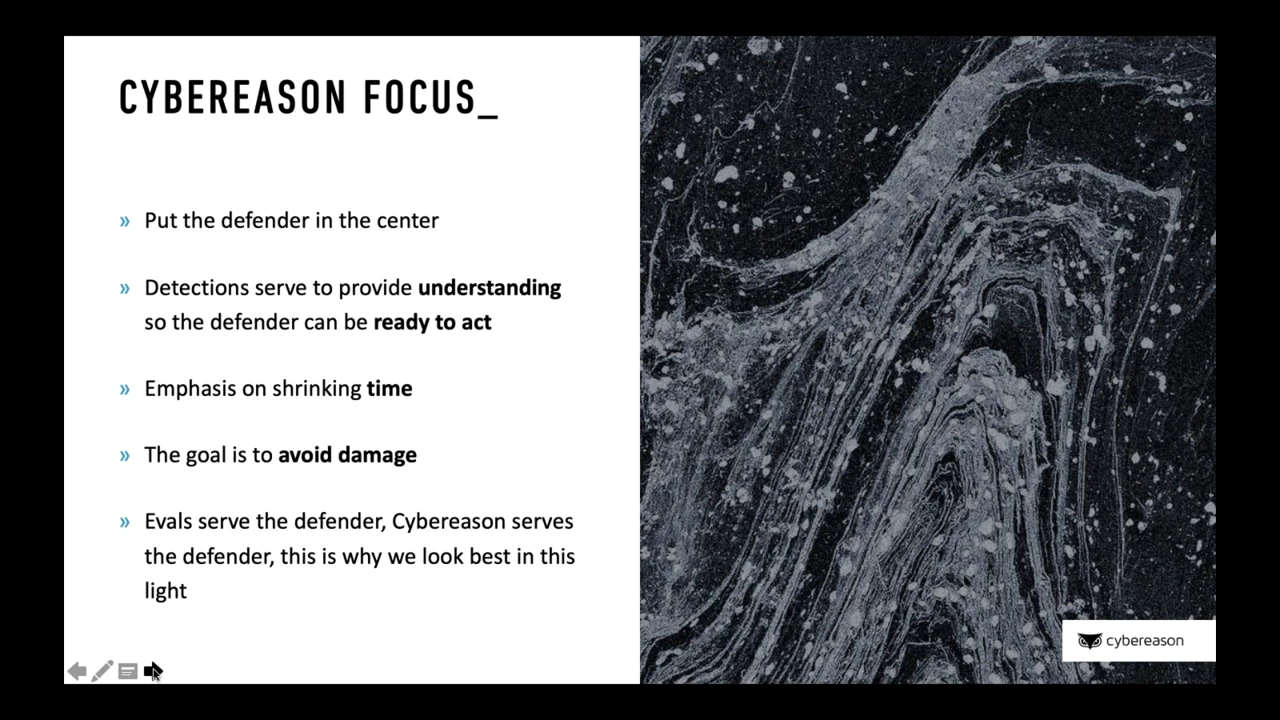 CYBEREASON FOCUS_
» Put the defender in the center
» Detections serve to provide understanding
so the defender can be ready to act
» Emphasis on shrinking time
» The goal is to avoid damage
» Evals serve the defender, Cybereason serves
the defender, this is why we look best in this
light
cybereason